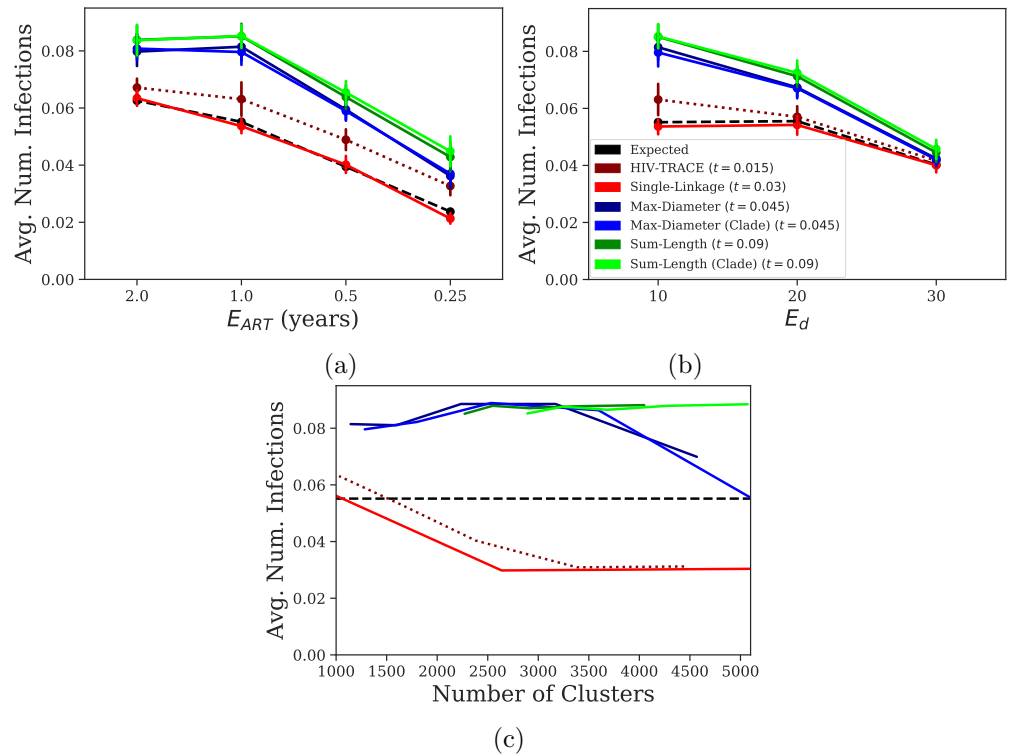 Avg. Num. Infections
0.08
0.06
0.04
0.02
0.00
2.0 1.0 0.5 0.25
E_ART (years)
(a)
Avg. Num. Infections
0.08
0.06
0.04
0.02
0.00
Expected
HIV-TRACE (t = 0.015)
Single-Linkage (t = 0.03)
Max-Diameter (t = 0.045)
Max-Diameter (Clade) (t = 0.045)
Sum-Length (t = 0.09)
Sum-Length (Clade) (t = 0.09)
10 20 30
E_d
(b)
Avg. Num. Infections
0.08
0.06
0.04
0.02
0.00
1000 1500 2000 2500 3000 3500 4000 4500 5000
Number of Clusters
(c)